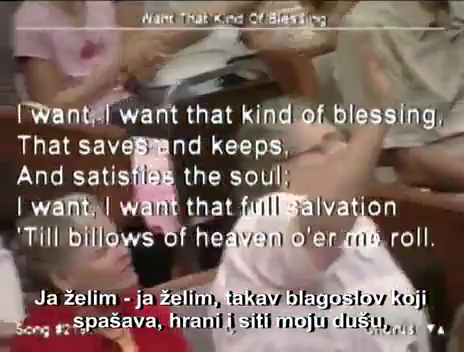 Want That Kind Of Blessing
I want, I want that kind of blessing,
That saves and keeps,
And satisfies the soul;
I want, I want that full salvation
'Till billows of heaven o'er me roll.
Ja želim - ja želim, takav blagoslov koji
spašava, hrani i siti moju dušu,
Song
Chorus